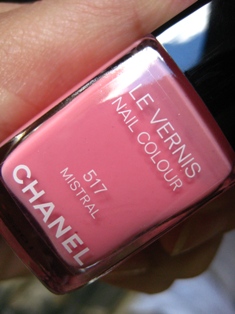 LE VERNIS
NAIL COLOUR
517
MISTRAL
CHANEL